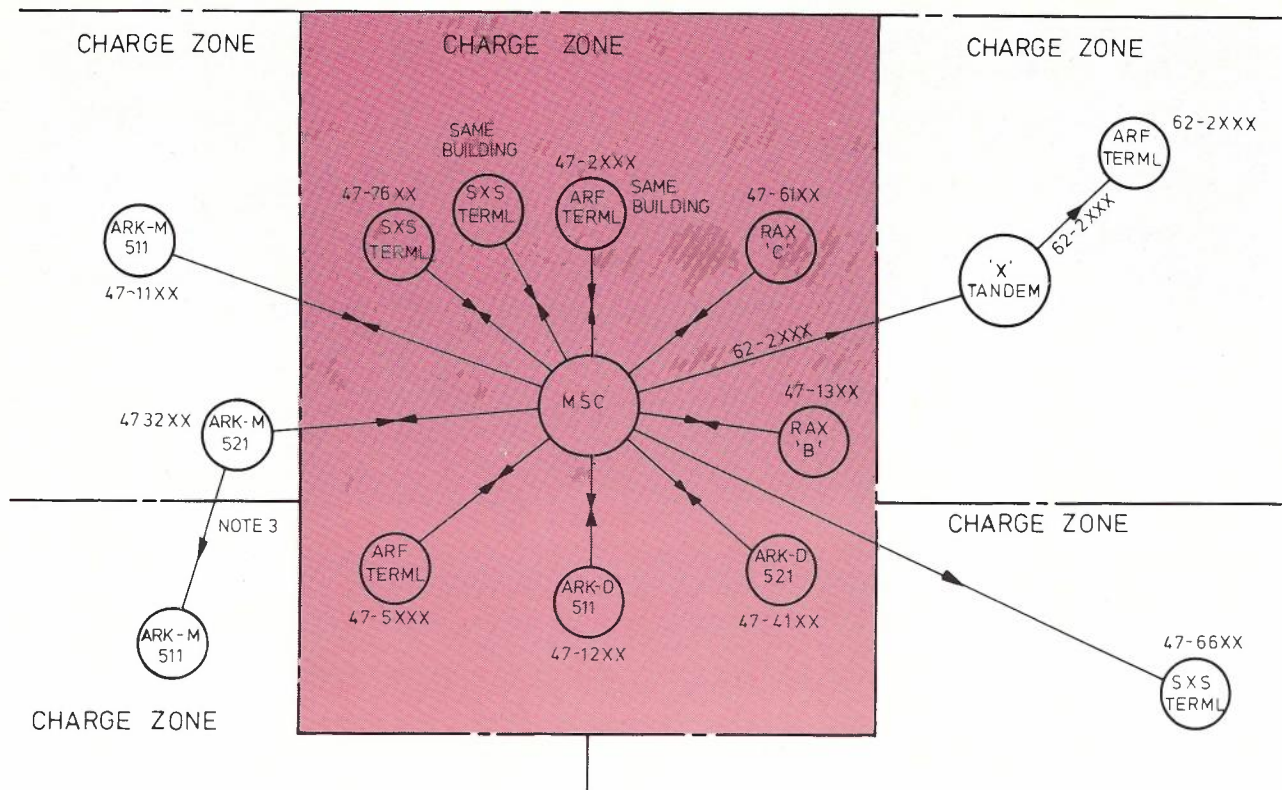 CHARGE ZONE
CHARGE ZONE
CHARGE ZONE
SAME
BUILDING
SXS
TERML
47-76XX
SXS
TERML
47-2XXX
ARF
TERML
SAME
BUILDING
47-61XX
RAX
'C'
ARF
TERML
62-2XXX
62-2XXX
'X'
TANDEM
62-2XXX
ARK-M
511
47-11XX
MSC
4732XX
ARK-M
521
47-13XX
RAX
'B'
NOTE 3
CHARGE ZONE
ARF
TERML
47-5XXX
ARK-D
511
47-12XX
ARK-D
521
47-41XX
ARK-M
511
CHARGE ZONE
47-66XX
SXS
TERML